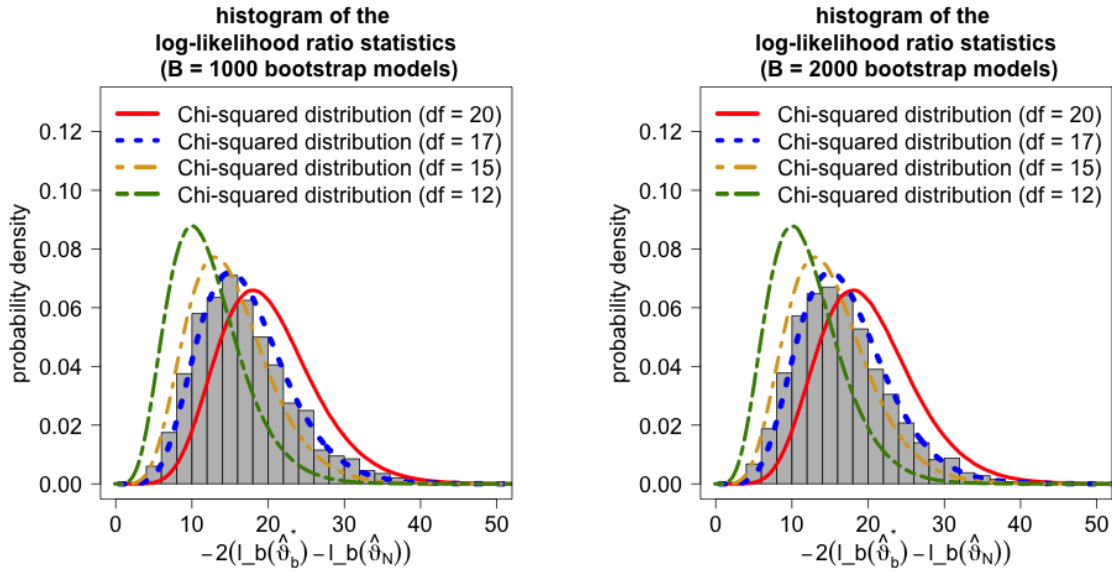 histogram of the
log-likelihood ratio statistics
(B = 1000 bootstrap models)
Chi-squared distribution (df = 20)
Chi-squared distribution (df = 17)
Chi-squared distribution (df = 15)
Chi-squared distribution (df = 12)
probability density
0.12
0.10
0.08
0.06
0.04
0.02
0.00
0 10 20 30 40 50
−2(l_b(ϑ̂*_b) − l_b(ϑ̂_N))
histogram of the
log-likelihood ratio statistics
(B = 2000 bootstrap models)
Chi-squared distribution (df = 20)
Chi-squared distribution (df = 17)
Chi-squared distribution (df = 15)
Chi-squared distribution (df = 12)
probability density
0.12
0.10
0.08
0.06
0.04
0.02
0.00
0 10 20 30 40 50
−2(l_b(ϑ̂*_b) − l_b(ϑ̂_N))